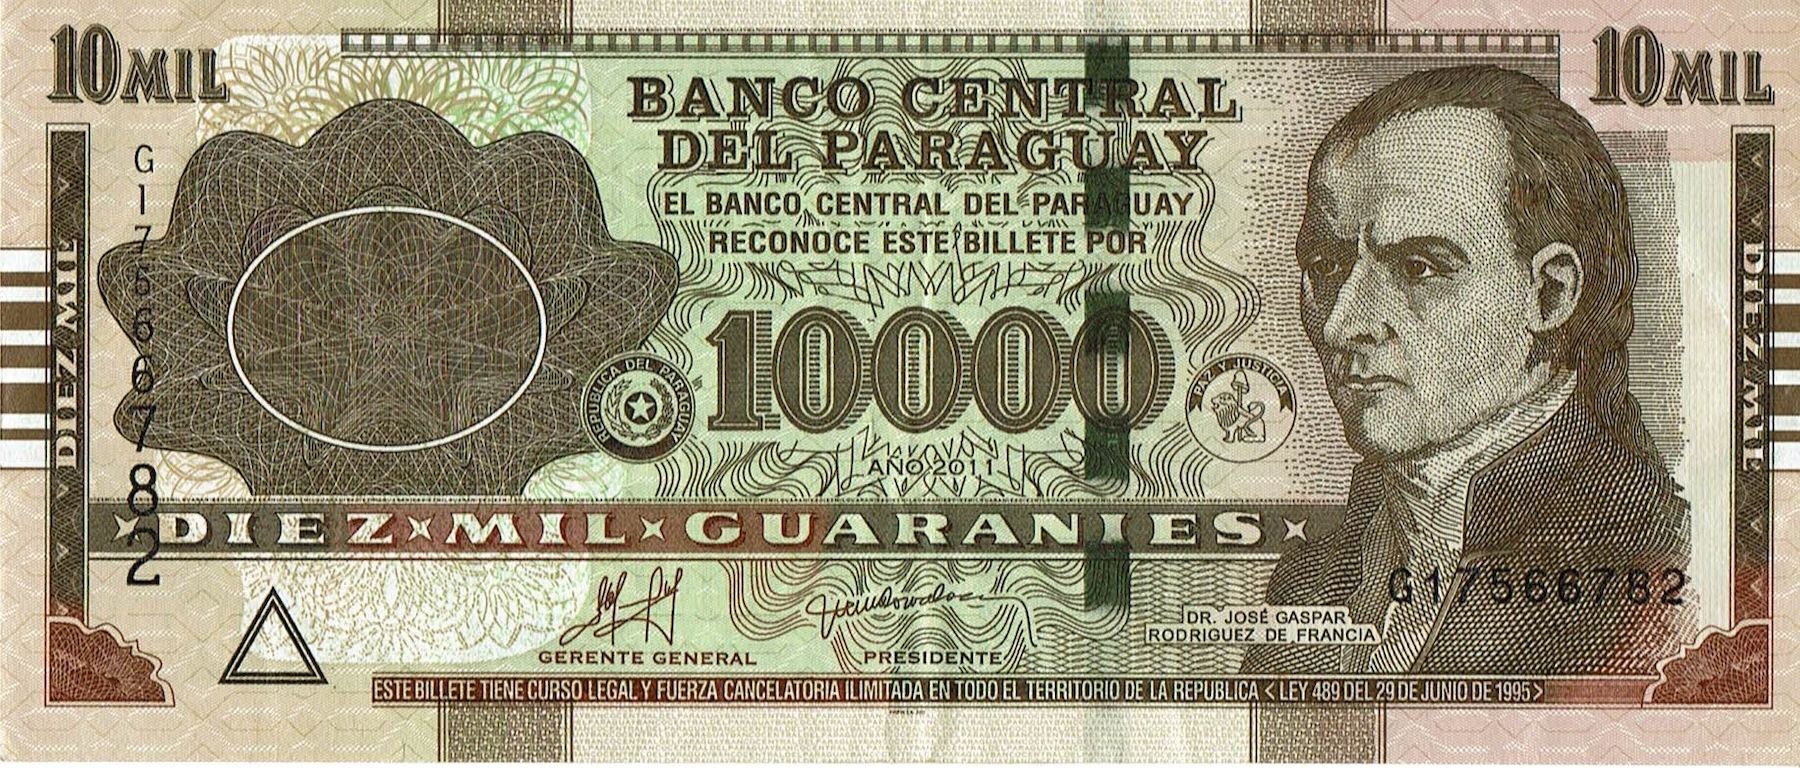 10 MIL
10 MIL
BANCO CENTRAL
DEL PARAGUAY
EL BANCO CENTRAL DEL PARAGUAY
RECONOCE ESTE BILLETE POR
10000
REPUBLICA DEL PARAGUAY
PAZ Y JUSTICIA
AÑO 2011
DIEZ MIL
DIEZ MIL
G17566782
DIEZ MIL GUARANIES
G17566782
DR. JOSÉ GASPAR
RODRIGUEZ DE FRANCIA
GERENTE GENERAL
PRESIDENTE
ESTE BILLETE TIENE CURSO LEGAL Y FUERZA CANCELATORIA ILIMITADA EN TODO EL TERRITORIO DE LA REPUBLICA <LEY 489 DEL 29 DE JUNIO DE 1995>